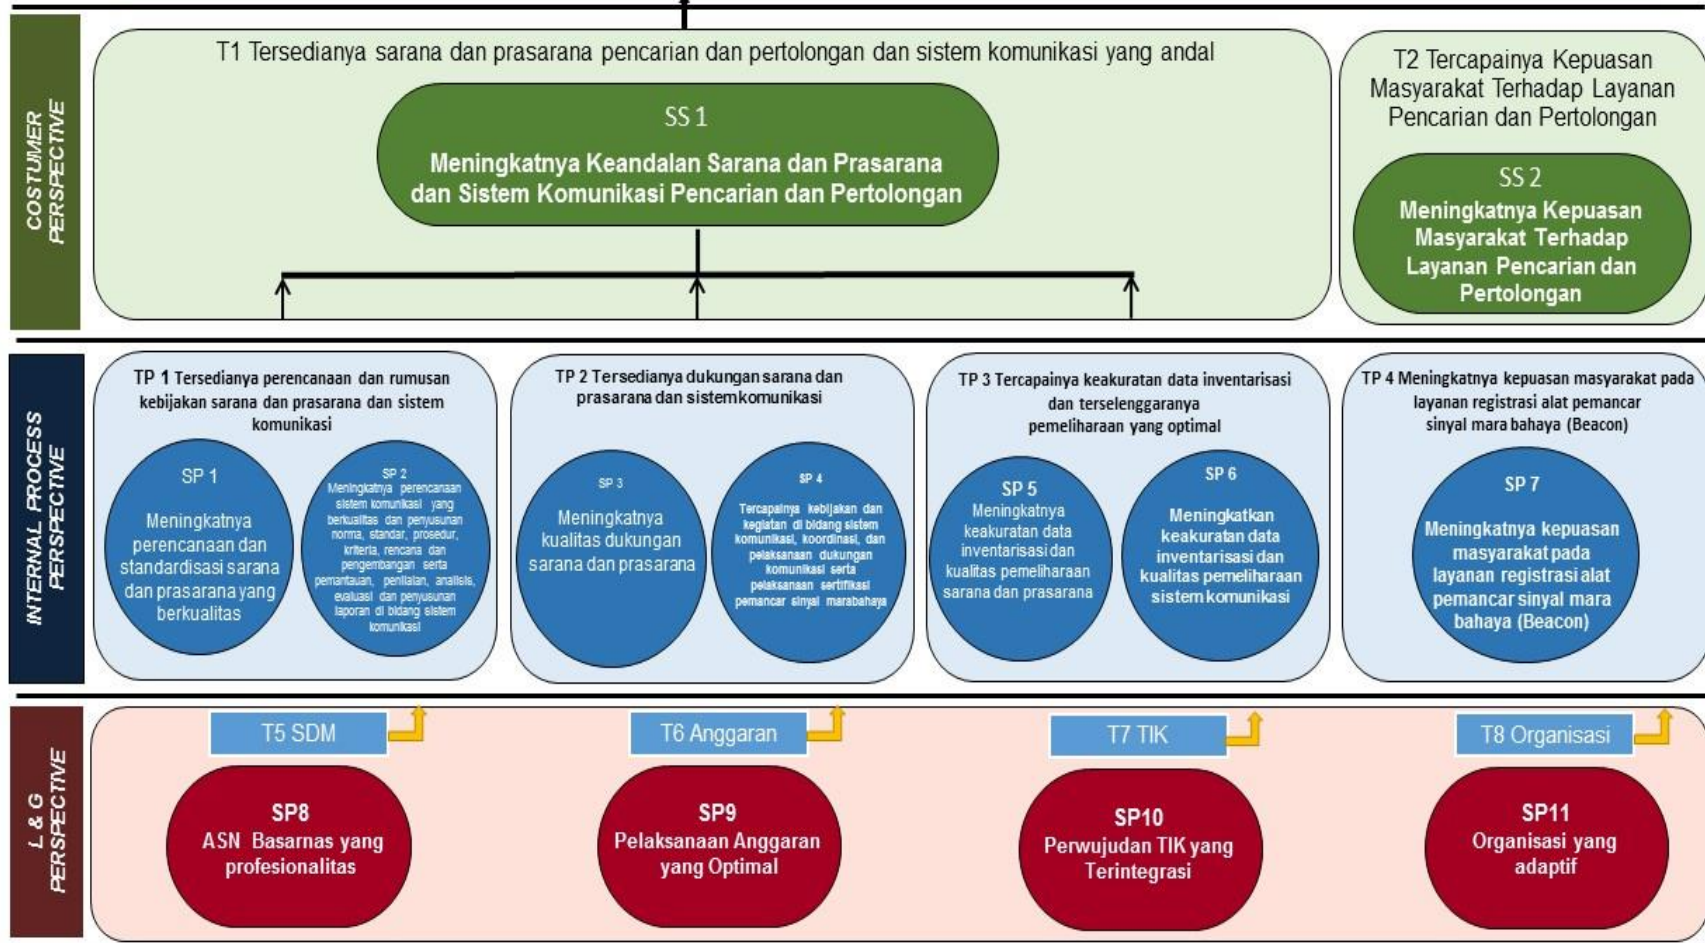 COSTUMER
PERSPECTIVE
T1 Tersedianya sarana dan prasarana pencarian dan pertolongan dan sistem komunikasi yang andal
SS 1
Meningkatnya Keandalan Sarana dan Prasarana
dan Sistem Komunikasi Pencarian dan Pertolongan
T2 Tercapainya Kepuasan
Masyarakat Terhadap Layanan
Pencarian dan Pertolongan
SS 2
Meningkatnya Kepuasan
Masyarakat Terhadap
Layanan Pencarian dan
Pertolongan
INTERNAL PROCESS
PERSPECTIVE
TP 1 Tersedianya perencanaan dan rumusan
kebijakan sarana dan prasarana dan sistem
komunikasi
SP 1
Meningkatnya
perencanaan dan
standardisasi sarana
dan prasarana yang
berkualitas
SP 2
Meningkatnya perencanaan
sistem komunikasi yang
berkualitas dan penyusunan
norma, standar, prosedur,
kriteria, rencana dan
pengembangan serta
pemantauan, penilaian, analisis,
evaluasi dan penyusunan
laporan di bidang sistem
komunikasi
TP 2 Tersedianya dukungan sarana dan
prasarana dan sistem komunikasi
SP 3
Meningkatnya
kualitas dukungan
sarana dan prasarana
SP 4
Tercapainya kebijakan dan
kegiatan di bidang sistem
komunikasi, koordinasi, dan
pelaksanaan dukungan
komunikasi serta
pelaksanaan sertifikasi
pemancar sinyal marabahaya
TP 3 Tercapainya keakuratan data inventarisasi
dan terselenggaranya
pemeliharaan yang optimal
SP 5
Meningkatnya
keakuratan data
inventarisasi dan
kualitas pemeliharaan
sarana dan prasarana
SP 6
Meningkatkan
keakuratan data
inventarisasi dan
kualitas pemeliharaan
sistem komunikasi
TP 4 Meningkatnya kepuasan masyarakat pada
layanan registrasi alat pemancar
sinyal mara bahaya (Beacon)
SP 7
Meningkatnya kepuasan
masyarakat pada
layanan registrasi alat
pemancar sinyal mara
bahaya (Beacon)
L & G
PERSPECTIVE
T5 SDM
SP8
ASN Basarnas yang
profesionalitas
T6 Anggaran
SP9
Pelaksanaan Anggaran
yang Optimal
T7 TIK
SP10
Perwujudan TIK yang
Terintegrasi
T8 Organisasi
SP11
Organisasi yang
adaptif